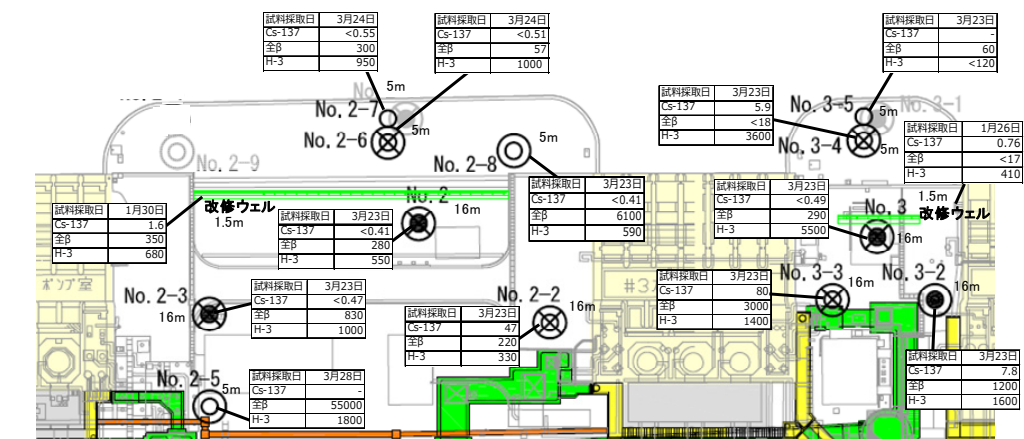 試料採取日 3月24日
Cs-137 <0.55
全β 300
H-3 950
試料採取日 3月24日
Cs-137 <0.51
全β 57
H-3 1000
試料採取日 3月23日
Cs-137 -
全β 60
H-3 <120
No. 5m
No. 2-7
No. 2-6 5m
No. 2-8 5m
No. 2-9
試料採取日 3月23日
Cs-137 5.9
全β <18
H-3 3600
No. 3-5 No. 3-1
5m
No. 3-4 5m
試料採取日 1月26日
Cs-137 0.76
全β <17
H-3 410
試料採取日 1月30日
Cs-137 1.6
全β 350
H-3 680
改修ウェル
1.5m
No. 2 16m
試料採取日 3月23日
Cs-137 <0.41
全β 280
H-3 550
試料採取日 3月23日
Cs-137 <0.41
全β 6100
H-3 590
試料採取日 3月23日
Cs-137 <0.49
全β 290
H-3 5500
1.5m
No. 3 改修ウェル
16m
ポンプ室
No. 2-3
16m
試料採取日 3月23日
Cs-137 <0.47
全β 830
H-3 1000
No. 2-2 16m
試料採取日 3月23日
Cs-137 47
全β 220
H-3 330
#3
試料採取日 3月23日
Cs-137 80
全β 3000
H-3 1400
No. 3-3 16m
No. 3-2 16m
試料採取日 3月23日
Cs-137 7.8
全β 1200
H-3 1600
No. 2-5 5m
試料採取日 3月28日
Cs-137 -
全β 55000
H-3 1800